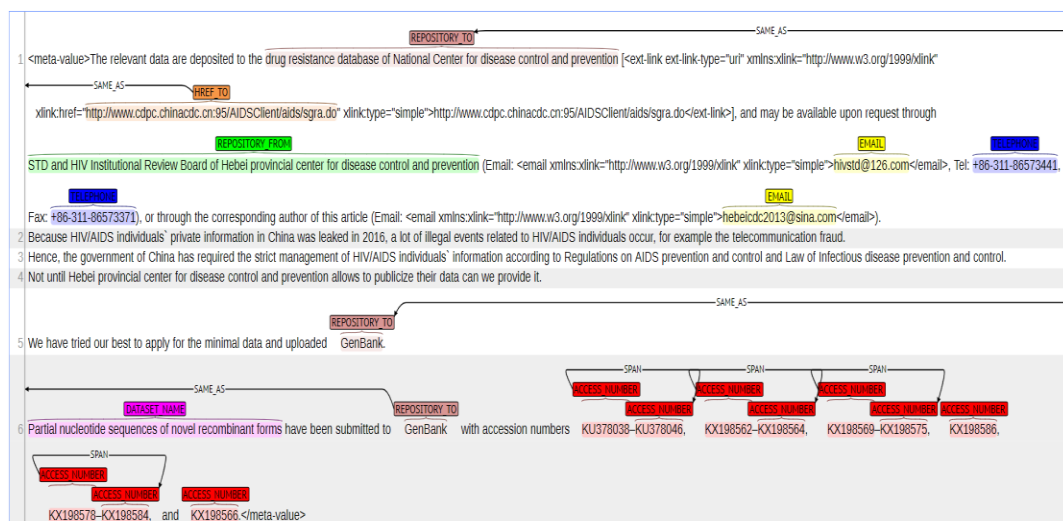 REPOSITORY_TO SAME_AS
1 <meta-value>The relevant data are deposited to the drug resistance database of National Center for disease control and prevention [<ext-link ext-link-type="uri" xmlns:xlink="http://www.w3.org/1999/xlink"
SAME_AS HREF_TO
xlink:href="http://www.cdpc.chinacdc.cn:95/AIDSClient/aids/sgra.do" xlink:type="simple">http://www.cdpc.chinacdc.cn:95/AIDSClient/aids/sgra.do</ext-link>], and may be available upon request through
REPOSITORY_FROM EMAIL TELEPHONE
STD and HIV Institutional Review Board of Hebei provincial center for disease control and prevention (Email: <email xmlns:xlink="http://www.w3.org/1999/xlink" xlink:type="simple">hivstd@126.com</email>, Tel: +86-311-86573441,
TELEPHONE EMAIL
Fax: +86-311-86573371), or through the corresponding author of this article (Email: <email xmlns:xlink="http://www.w3.org/1999/xlink" xlink:type="simple">hebeicdc2013@sina.com</email>).
2 Because HIV/AIDS individuals` private information in China was leaked in 2016, a lot of illegal events related to HIV/AIDS individuals occur, for example the telecommunication fraud.
3 Hence, the government of China has required the strict management of HIV/AIDS individuals` information according to Regulations on AIDS prevention and control and Law of Infectious disease prevention and control.
4 Not until Hebei provincial center for disease control and prevention allows to publicize their data can we provide it.
SAME_AS
REPOSITORY_TO
5 We have tried our best to apply for the minimal data and uploaded GenBank.
SPAN SPAN SPAN
SAME_AS ACCESS_NUMBER ACCESS_NUMBER ACCESS_NUMBER
DATASET_NAME REPOSITORY_TO ACCESS_NUMBER ACCESS_NUMBER ACCESS_NUMBER ACCESS_NUMBER
6 Partial nucleotide sequences of novel recombinant forms have been submitted to GenBank with accession numbers KU378038–KU378046, KX198562–KX198564, KX198569–KX198575, KX198586,
SPAN
ACCESS_NUMBER
ACCESS_NUMBER ACCESS_NUMBER
KX198578–KX198584, and KX198566.</meta-value>